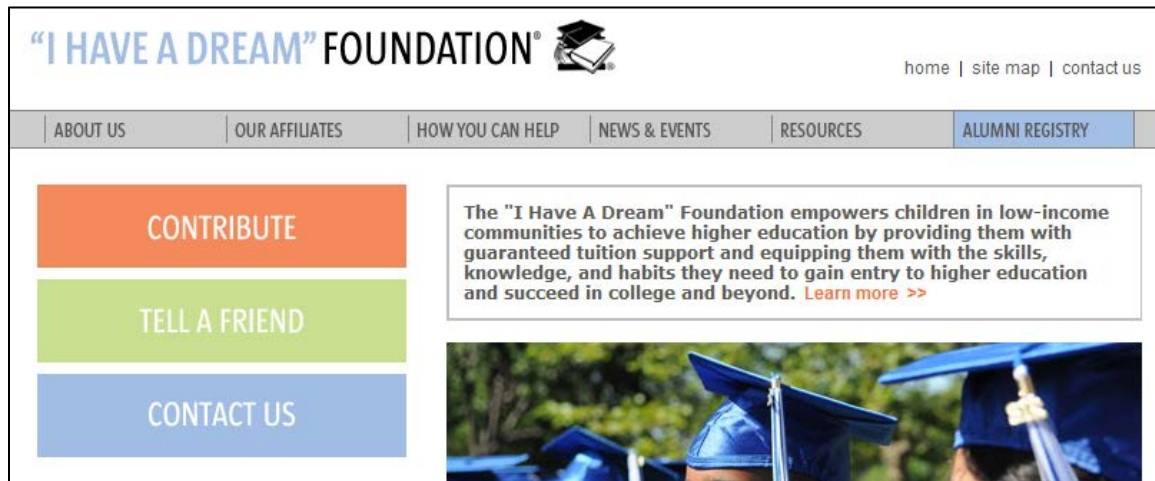 “I HAVE A DREAM” FOUNDATION®
home | site map | contact us
ABOUT US | OUR AFFILIATES | HOW YOU CAN HELP | NEWS & EVENTS | RESOURCES | ALUMNI REGISTRY
CONTRIBUTE
TELL A FRIEND
CONTACT US
The "I Have A Dream" Foundation empowers children in low-income
communities to achieve higher education by providing them with
guaranteed tuition support and equipping them with the skills,
knowledge, and habits they need to gain entry to higher education
and succeed in college and beyond. Learn more >>